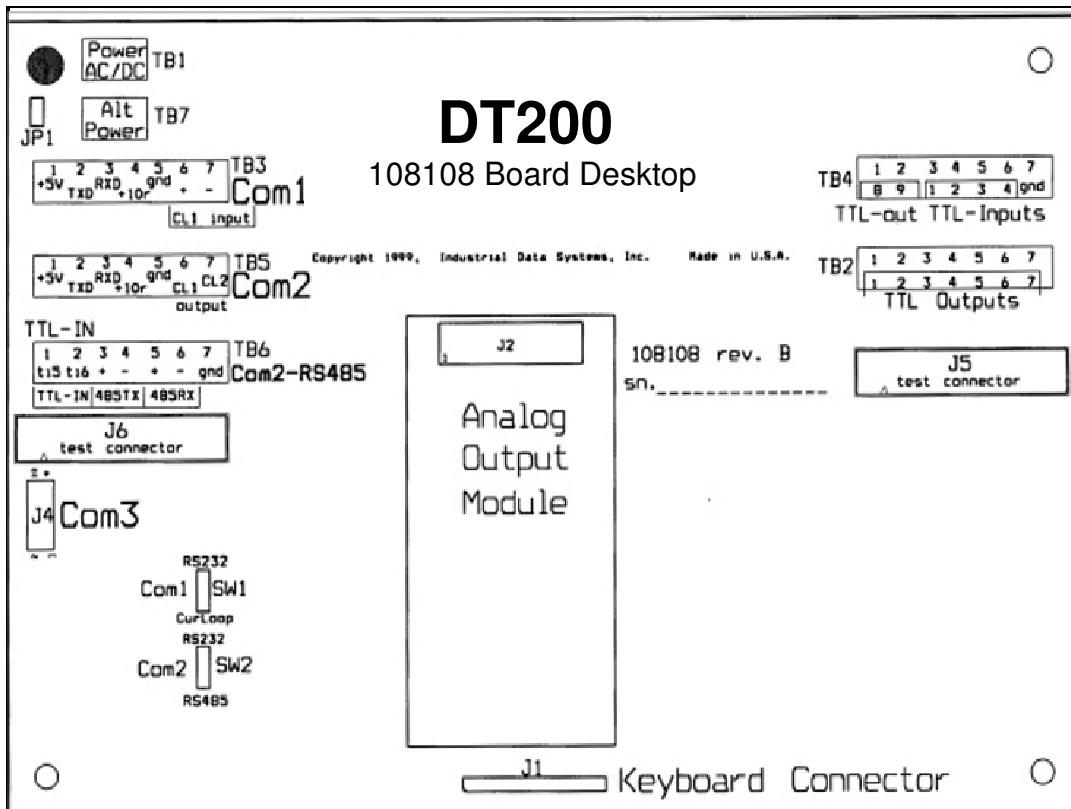 Power
AC/DC
TB1
JP1
Alt
Power
TB7
DT200
108108 Board Desktop
1 2 3 4 5 6 7
+5V TXD RXD +10r gnd + -
TB3
Com1
CL1 input
TB4
1 2 3 4 5 6 7
8 9 1 2 3 4 gnd
TTL-out TTL-Inputs
1 2 3 4 5 6 7
+5V TXD RXD +10r gnd CL1 CL2
TB5
Com2
output
Copyright 1999, Industrial Data Systems, Inc. Made in U.S.A.
TB2
1 2 3 4 5 6 7
1 2 3 4 5 6 7
TTL Outputs
TTL-IN
1 2 3 4 5 6 7
ti5 ti6 + - + - gnd
TB6
Com2-RS485
TTL-IN 485TX 485RX
J2
108108 rev. B
sn.
J5
test connector
J6
test connector
Analog
Output
Module
J4
Com3
RS232
Com1
SW1
CurLoop
RS232
Com2
SW2
RS485
J1
Keyboard Connector